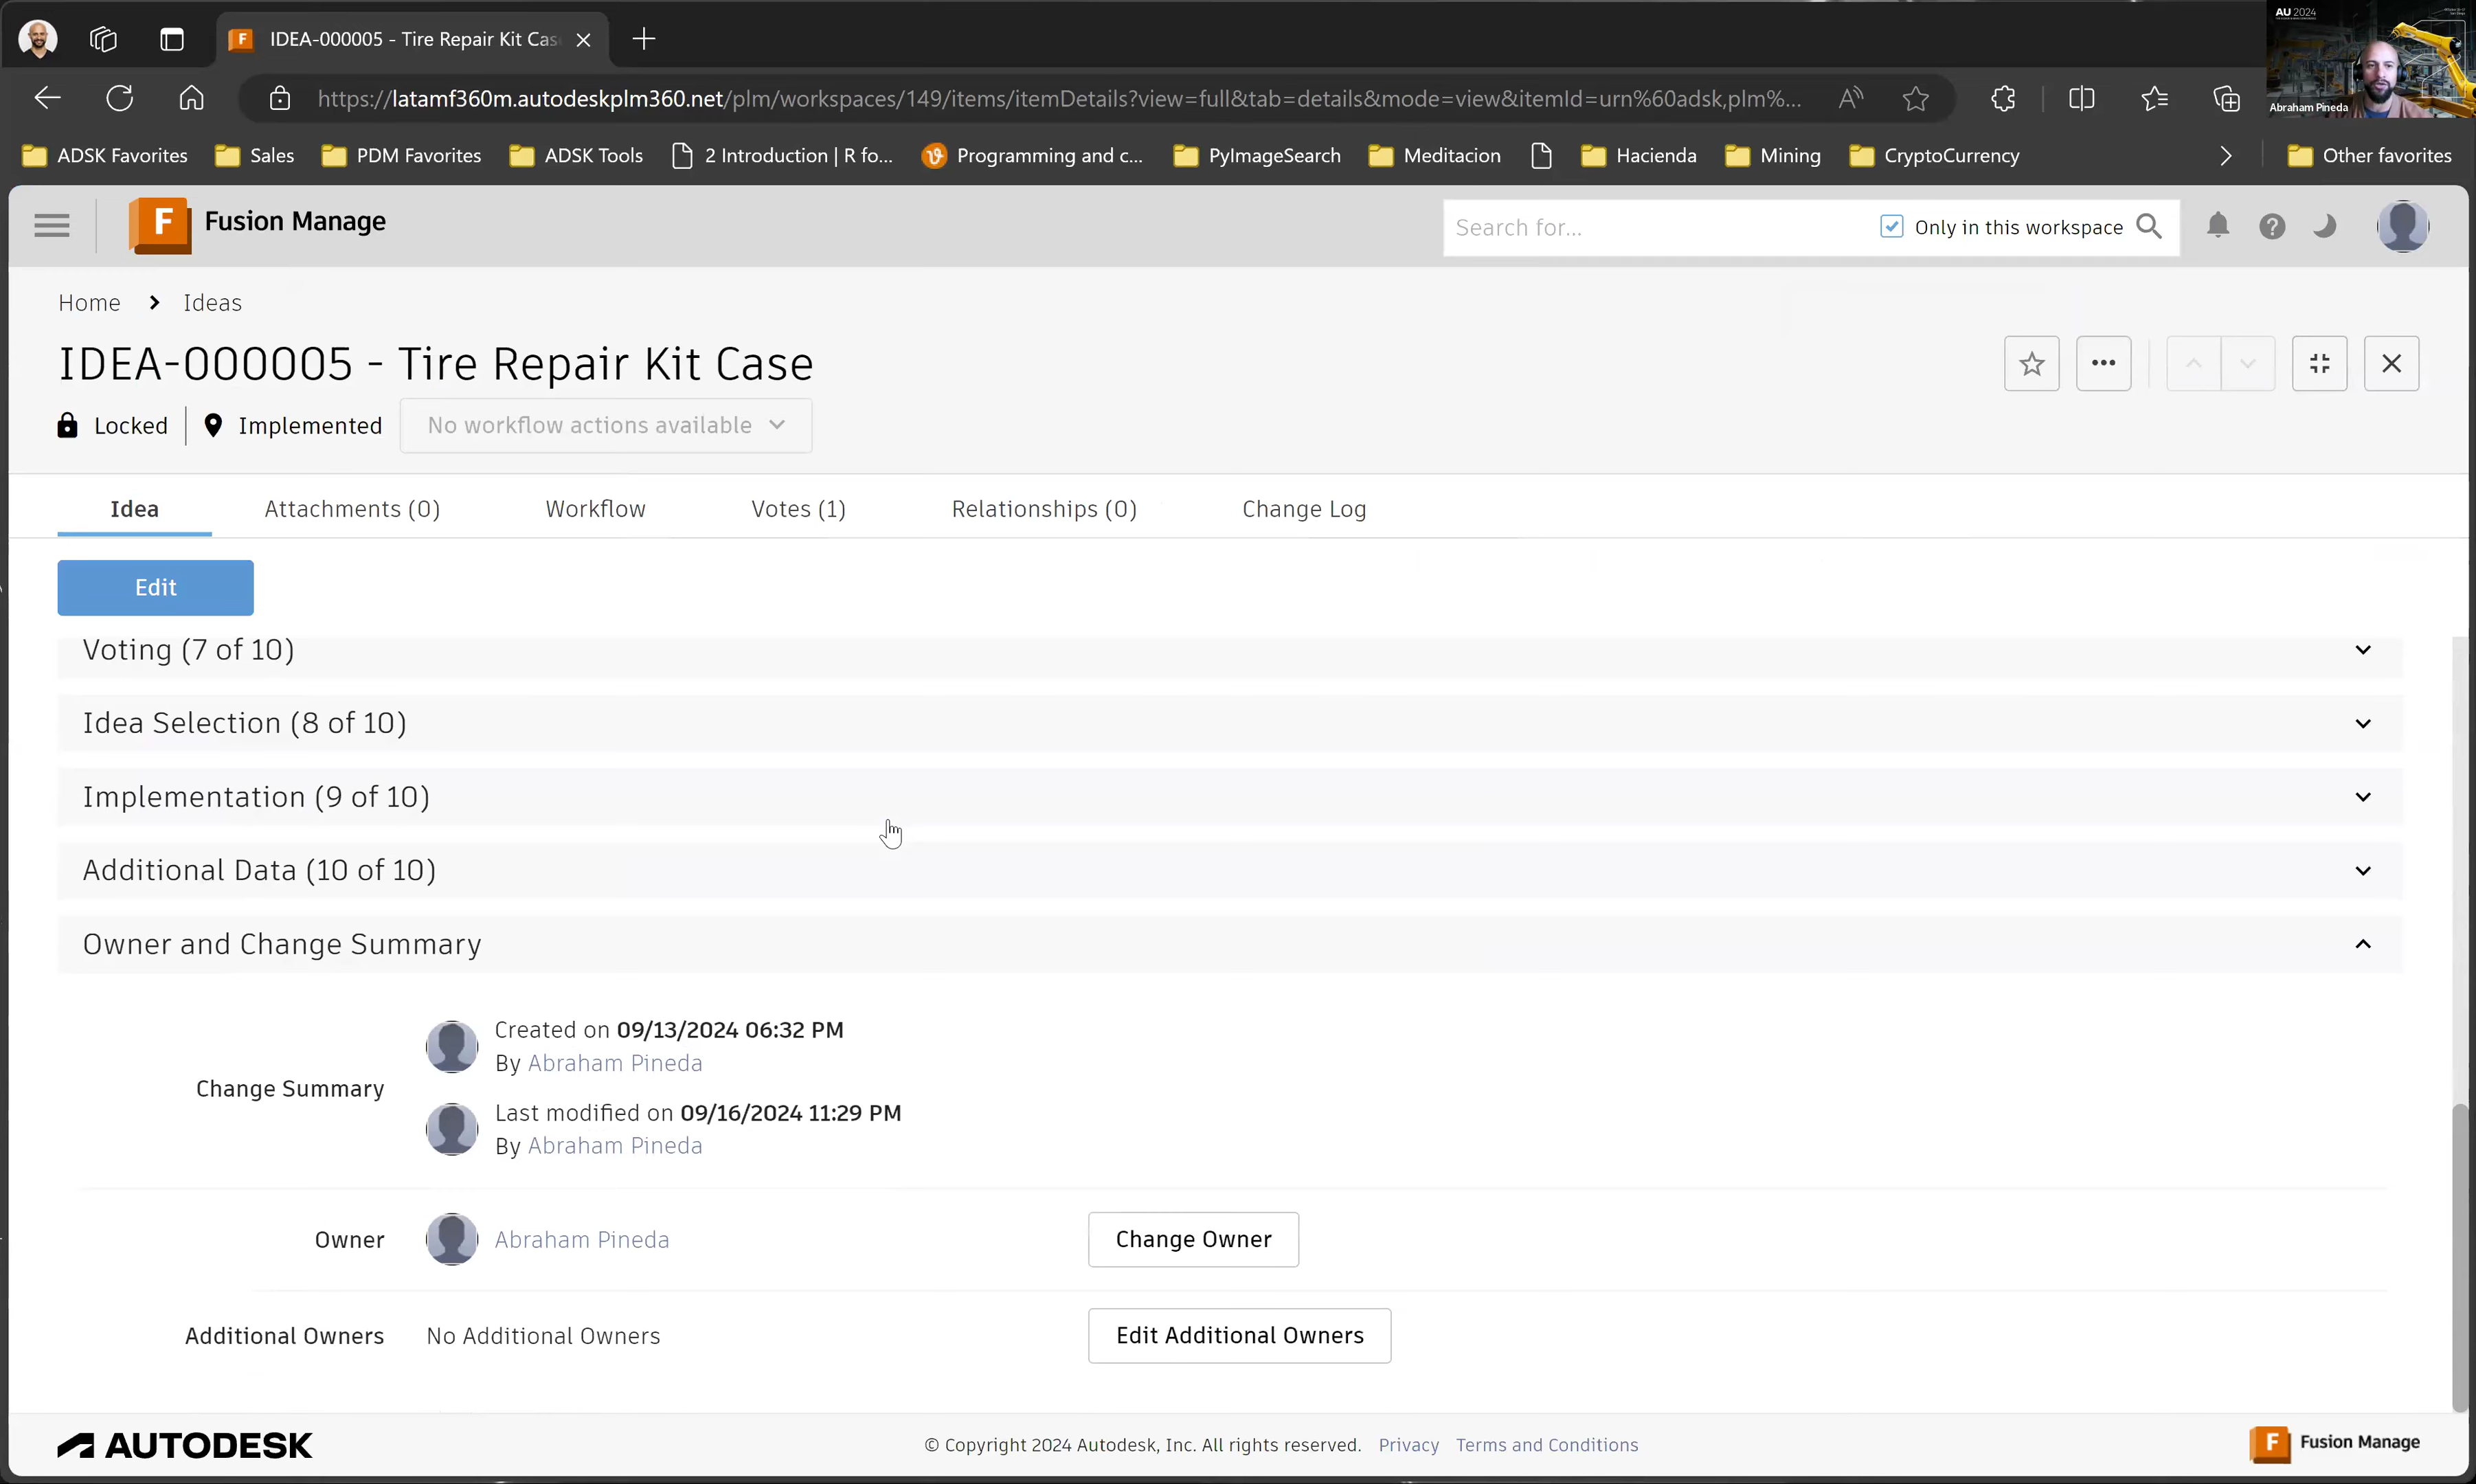 IDEA-000005 - Tire Repair Kit Cas
AU 2024
Abraham Pineda
https://latamf360m.autodeskplm360.net/plm/workspaces/149/items/itemDetails?view=full&tab=details&mode=view&itemId=urn%60adsk,plm%...
ADSK Favorites
Sales
PDM Favorites
ADSK Tools
2 Introduction | R fo...
Programming and c...
PyImageSearch
Meditacion
Hacienda
Mining
CryptoCurrency
Other favorites
F Fusion Manage
Search for...
Only in this workspace
Home > Ideas
IDEA-000005 - Tire Repair Kit Case
Locked
Implemented
No workflow actions available
Idea
Attachments (0)
Workflow
Votes (1)
Relationships (0)
Change Log
Edit
Voting (7 of 10)
Idea Selection (8 of 10)
Implementation (9 of 10)
Additional Data (10 of 10)
Owner and Change Summary
Change Summary
Created on 09/13/2024 06:32 PM
By Abraham Pineda
Last modified on 09/16/2024 11:29 PM
By Abraham Pineda
Owner
Abraham Pineda
Change Owner
Additional Owners
No Additional Owners
Edit Additional Owners
AUTODESK
© Copyright 2024 Autodesk, Inc. All rights reserved.
Privacy
Terms and Conditions
F Fusion Manage